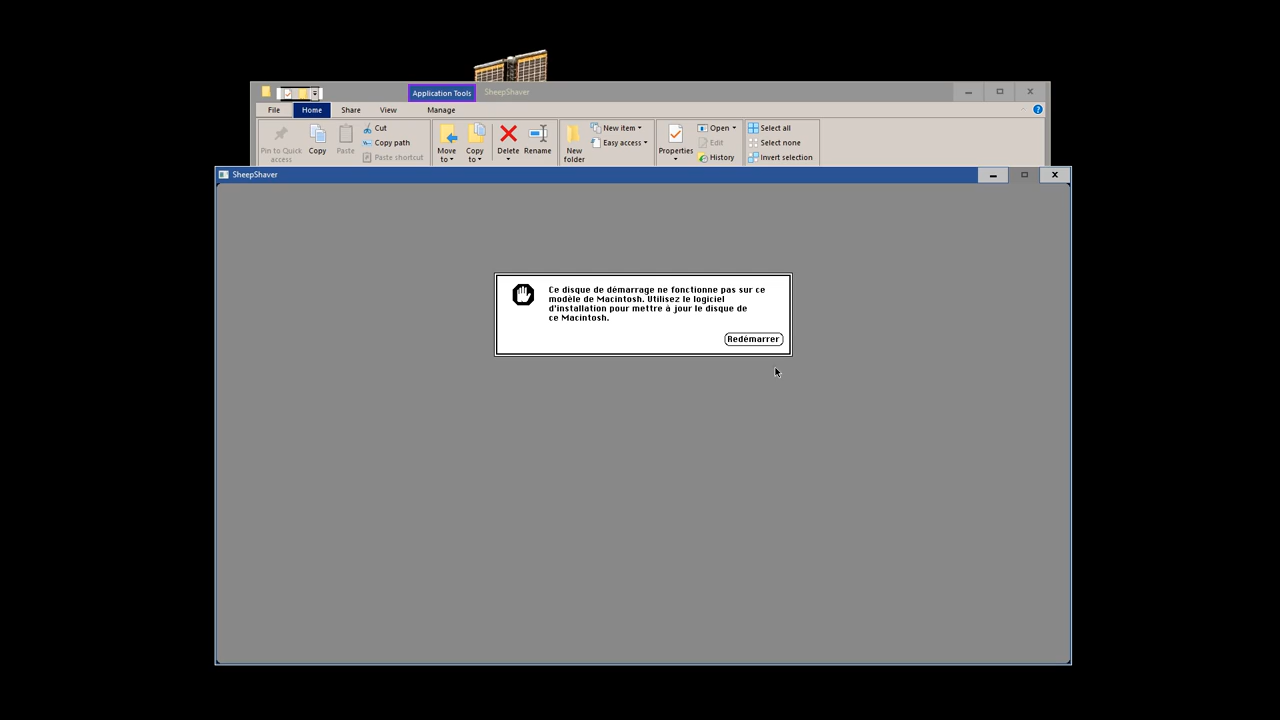 Application Tools
SheepShaver
File
Home
Share
View
Manage
Pin to Quick
access
Copy
Paste
Cut
Copy path
Paste shortcut
Move
to
Copy
to
Delete
Rename
New
folder
New item
Easy access
Properties
Open
Edit
History
Select all
Select none
Invert selection
SheepShaver
Ce disque de démarrage ne fonctionne pas sur ce
modèle de Macintosh. Utilisez le logiciel
d'installation pour mettre à jour le disque de
ce Macintosh.
Redémarrer